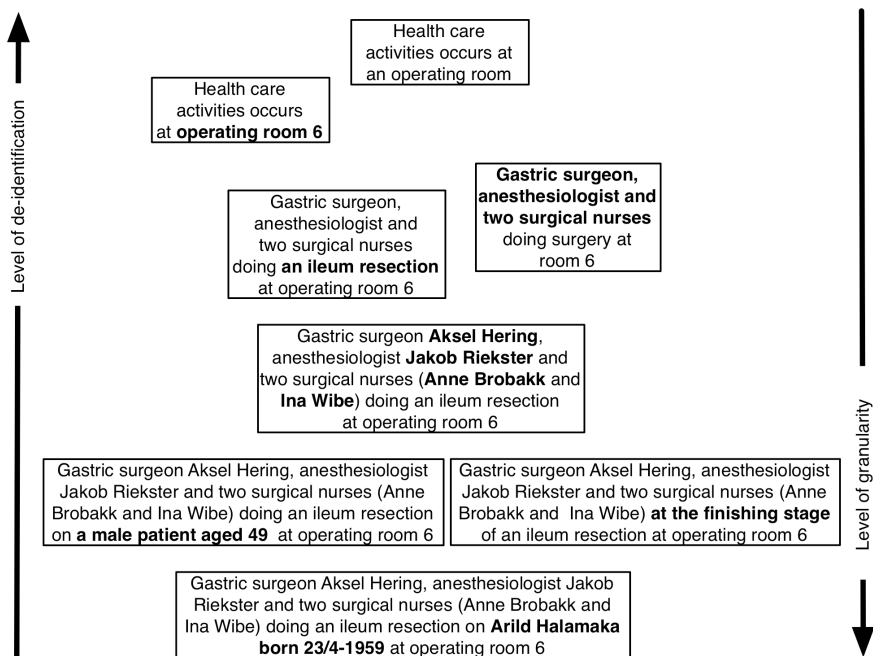 Health care
activities occurs at
an operating room
Health care
activities occurs
at operating room 6
Gastric surgeon,
anesthesiologist and
two surgical nurses
doing surgery at
room 6
Gastric surgeon,
anesthesiologist and
two surgical nurses
doing an ileum resection
at operating room 6
Gastric surgeon Aksel Hering,
anesthesiologist Jakob Riekster and
two surgical nurses (Anne Brobakk and
Ina Wibe) doing an ileum resection
at operating room 6
Gastric surgeon Aksel Hering, anesthesiologist
Jakob Riekster and two surgical nurses (Anne
Brobakk and Ina Wibe) doing an ileum resection
on a male patient aged 49 at operating room 6
Gastric surgeon Aksel Hering, anesthesiologist
Jakob Riekster and two surgical nurses (Anne
Brobakk and Ina Wibe) at the finishing stage
of an ileum resection at operating room 6
Gastric surgeon Aksel Hering, anesthesiologist Jakob
Riekster and two surgical nurses (Anne Brobakk and
Ina Wibe) doing an ileum resection on Arild Halamaka
born 23/4-1959 at operating room 6
Level of de-identification
Level of granularity